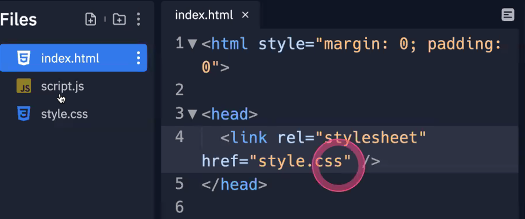 Files
index.html
script.js
style.css
index.html ×
1 <html style="margin: 0; padding:
0">
2
3 <head>
4 <link rel="stylesheet"
href="style.css" />
5 </head>
6